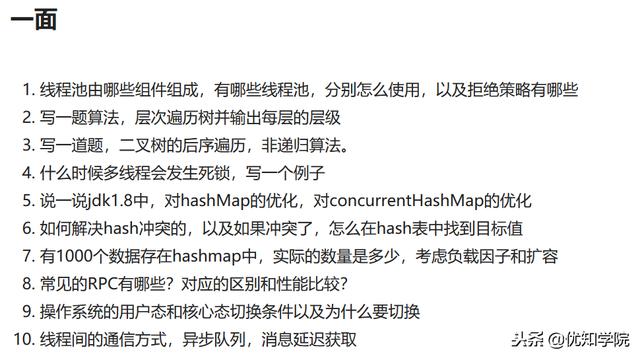 一面
1. 线程池由哪些组件组成，有哪些线程池，分别怎么使用，以及拒绝策略有哪些
2. 写一题算法，层次遍历树并输出每层的层级
3. 写一道题，二叉树的后序遍历，非递归算法。
4. 什么时候多线程会发生死锁，写一个例子
5. 说一说jdk1.8中，对hashMap的优化，对concurrentHashMap的优化
6. 如何解决hash冲突的，以及如果冲突了，怎么在hash表中找到目标值
7. 有1000个数据存在hashmap中，实际的数量是多少，考虑负载因子和扩容
8. 常见的RPC有哪些？对应的区别和性能比较？
9. 操作系统的用户态和核心态切换条件以及为什么要切换
10. 线程间的通信方式，异步队列，消息延迟获取
头条 @优知学院